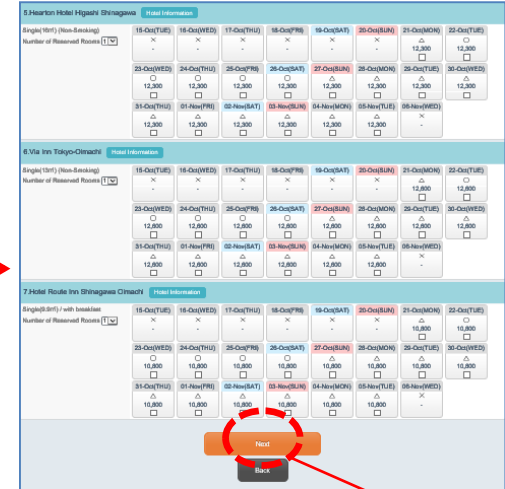 5.Hearton Hotel Higashi Shinagawa Hotel Information
Single(16㎡) (Non-Smoking)
Number of Reserved Rooms 1
15-Oct(TUE) 16-Oct(WED) 17-Oct(THU) 18-Oct(FRI) 19-Oct(SAT) 20-Oct(SUN) 21-Oct(MON) 22-Oct(TUE)
× × × × × × △ ○
- - - - - - 12,300 12,300
23-Oct(WED) 24-Oct(THU) 25-Oct(FRI) 26-Oct(SAT) 27-Oct(SUN) 28-Oct(MON) 29-Oct(TUE) 30-Oct(WED)
○ ○ ○ ○ △ △ △ △
12,300 12,300 12,300 12,300 12,300 12,300 12,300 12,300
31-Oct(THU) 01-Nov(FRI) 02-Nov(SAT) 03-Nov(SUN) 04-Nov(MON) 05-Nov(TUE) 06-Nov(WED)
△ △ △ △ △ △ ×
12,300 12,300 12,300 12,300 12,300 12,300 -
6.Via Inn Tokyo-Oimachi Hotel Information
Single(13㎡) (Non-Smoking)
Number of Reserved Rooms 1
15-Oct(TUE) 16-Oct(WED) 17-Oct(THU) 18-Oct(FRI) 19-Oct(SAT) 20-Oct(SUN) 21-Oct(MON) 22-Oct(TUE)
× × × × × × △ ○
- - - - - - 12,600 12,600
23-Oct(WED) 24-Oct(THU) 25-Oct(FRI) 26-Oct(SAT) 27-Oct(SUN) 28-Oct(MON) 29-Oct(TUE) 30-Oct(WED)
○ ○ ○ ○ ○ △ △ △
12,600 12,600 12,600 12,600 12,600 12,600 12,600 12,600
31-Oct(THU) 01-Nov(FRI) 02-Nov(SAT) 03-Nov(SUN) 04-Nov(MON) 05-Nov(TUE) 06-Nov(WED)
△ △ △ △ △ △ ×
12,600 12,600 12,600 12,600 12,600 12,600 -
7.Hotel Route Inn Shinagawa Oimachi Hotel Information
/ with breakfast
Number of Reserved Rooms 1
15-Oct(TUE) 16-Oct(WED) 17-Oct(THU) 18-Oct(FRI) 19-Oct(SAT) 20-Oct(SUN) 21-Oct(MON) 22-Oct(TUE)
× × × × × × △ ○
- - - - - - 10,800 10,800
23-Oct(WED) 24-Oct(THU) 25-Oct(FRI) 26-Oct(SAT) 27-Oct(SUN) 28-Oct(MON) 29-Oct(TUE) 30-Oct(WED)
○ ○ ○ ○ △ △ △ △
10,800 10,800 10,800 10,800 10,800 10,800 10,800 10,800
31-Oct(THU) 01-Nov(FRI) 02-Nov(SAT) 03-Nov(SUN) 04-Nov(MON) 05-Nov(TUE) 06-Nov(WED)
△ △ △ △ △ △ ×
10,800 10,800 10,800 10,800 10,800 10,800 -
Next
Back